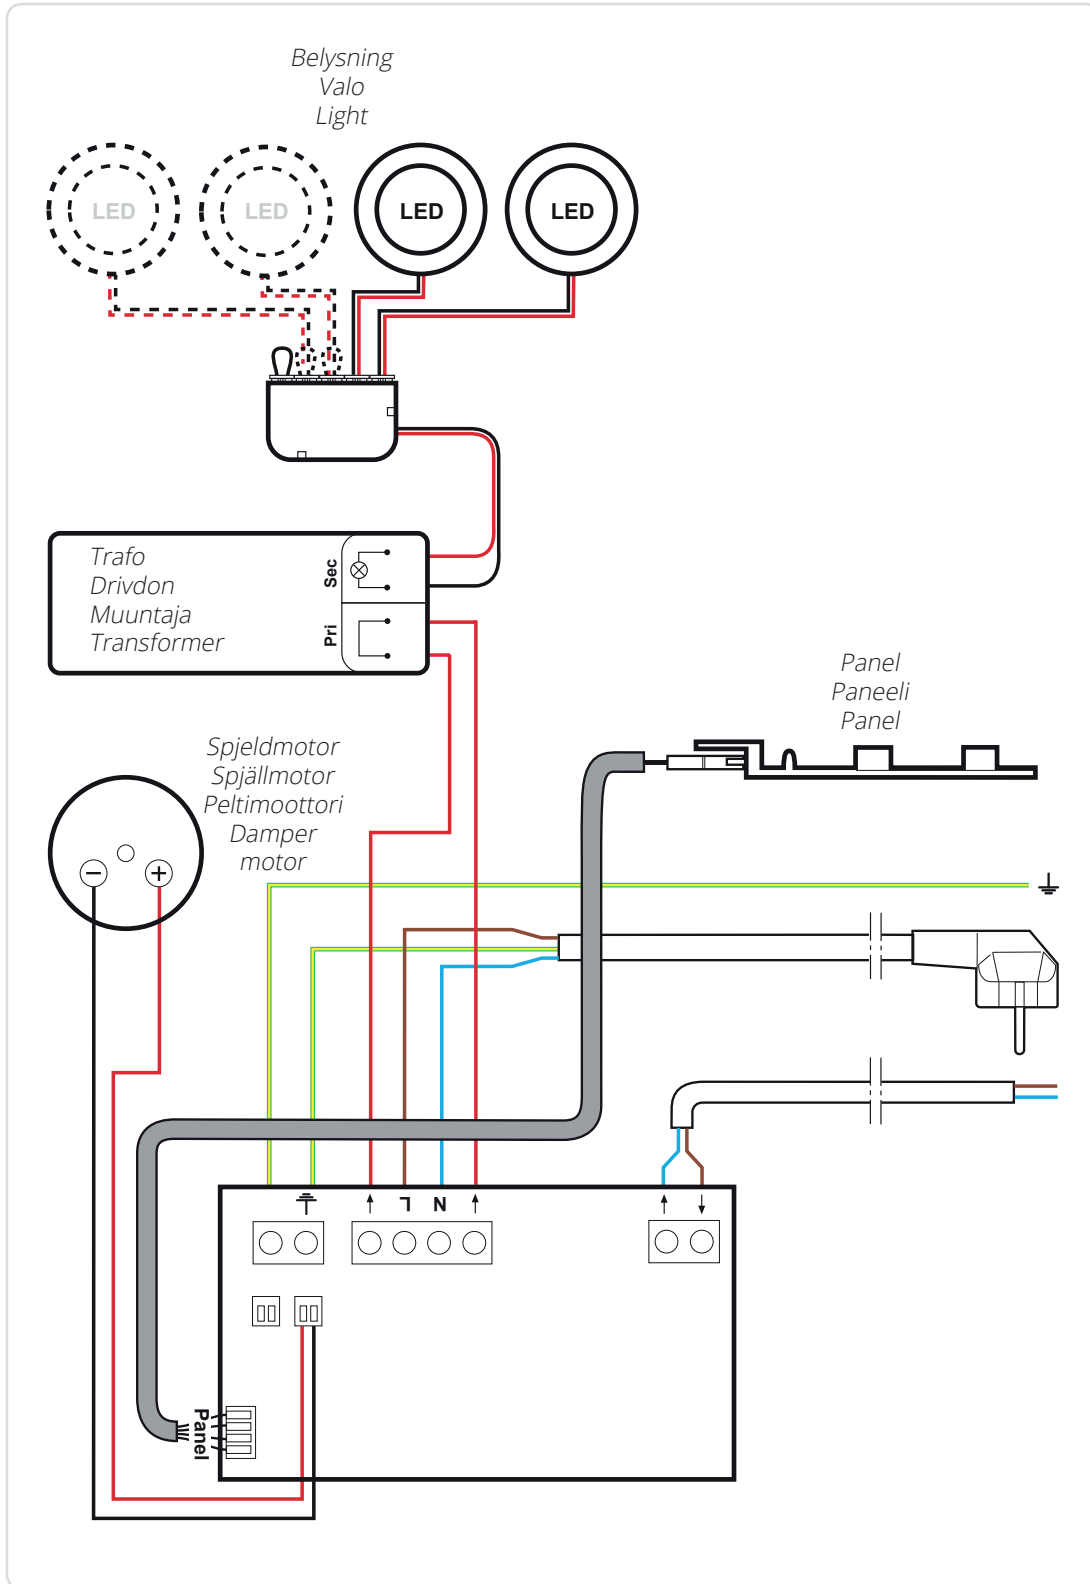 Belysning
Valo
Light
LED LED LED LED
Trafo
Drivdon
Muuntaja
Transformer
Sec
Pri
Panel
Paneeli
Panel
Spjeldmotor
Spjällmotor
Peltimoottori
Damper
motor
− +
L N
Panel